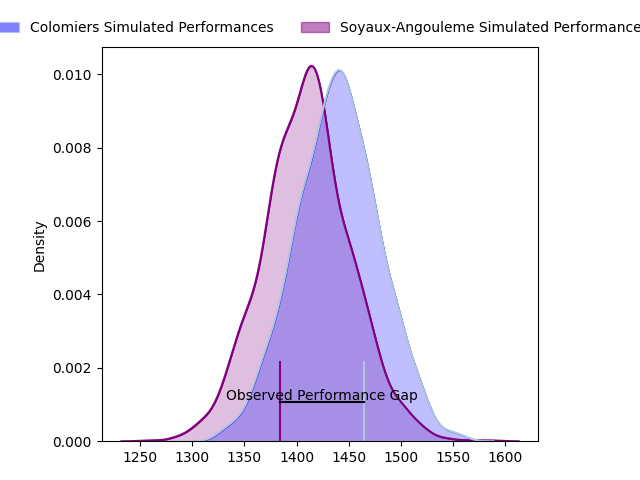 Colomiers Simulated Performances
Soyaux-Angouleme Simulated Performance
0.010
0.008
0.006
0.004
0.002
0.000
Density
Observed Performance Gap
1250 1300 1350 1400 1450 1500 1550 1600